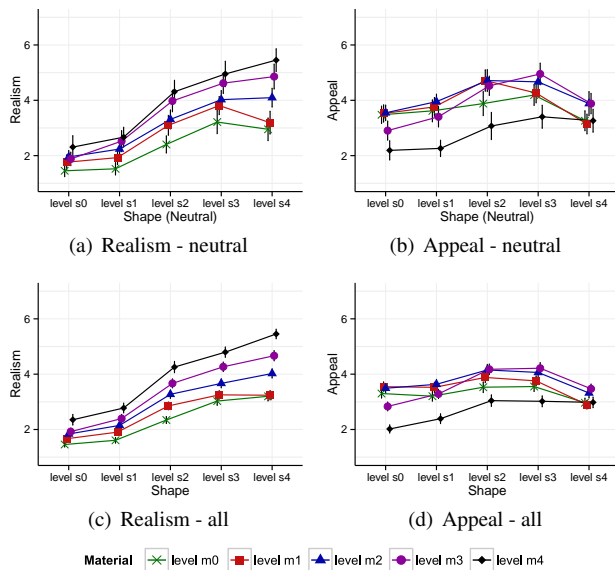 6
4
2
Realism
level s0 level s1 level s2 level s3 level s4
Shape (Neutral)
(a) Realism - neutral
6
4
2
Appeal
level s0 level s1 level s2 level s3 level s4
Shape (Neutral)
(b) Appeal - neutral
6
4
2
Realism
level s0 level s1 level s2 level s3 level s4
Shape
(c) Realism - all
6
4
2
Appeal
level s0 level s1 level s2 level s3 level s4
Shape
(d) Appeal - all
Material level m0 level m1 level m2 level m3 level m4